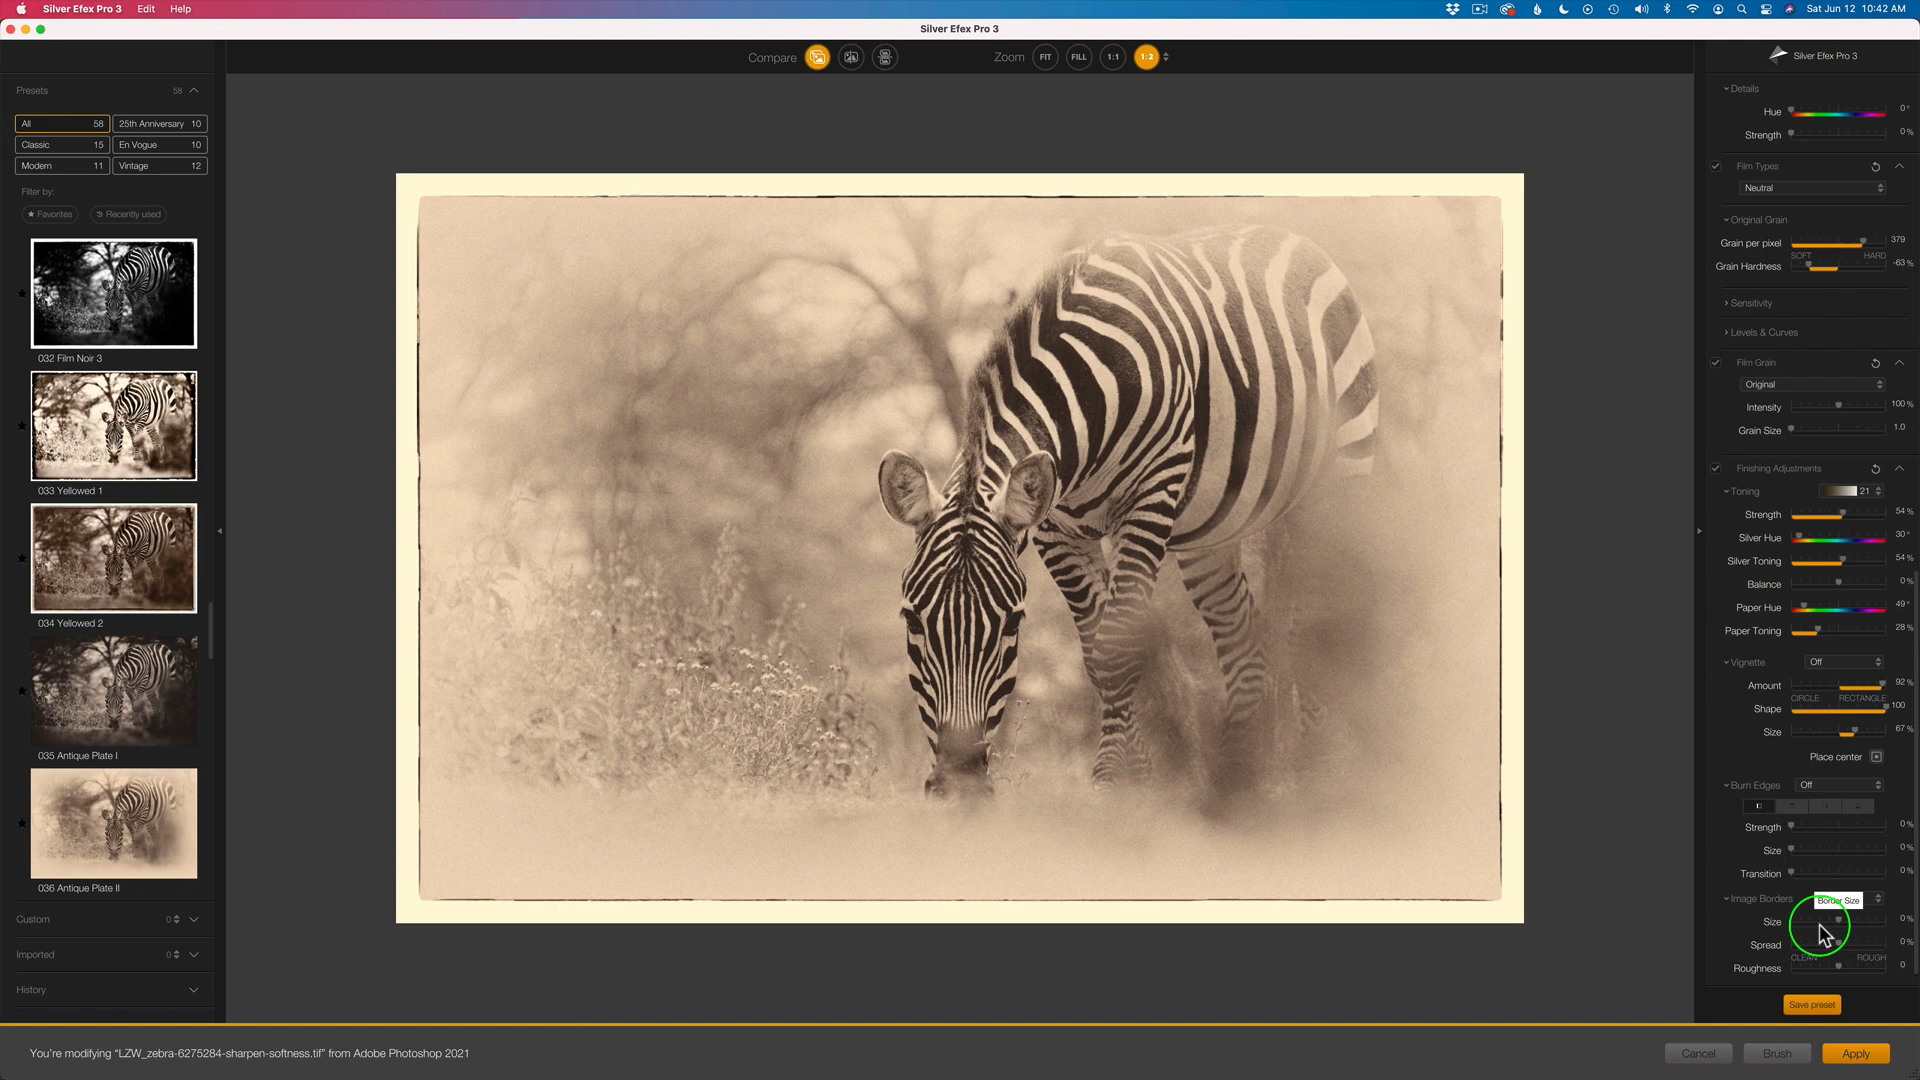 Silver Efex Pro 3 Edit Help
Sat Jun 12 10:42 AM
Silver Efex Pro 3
Compare
Zoom FIT FILL 1:1 1:2
Silver Efex Pro 3
Presets 58
All 58
25th Anniversary 10
Classic 15
En Vogue 10
Modern 11
Vintage 12
Filter by:
Favorites
Recently used
032 Film Noir 3
033 Yellowed 1
034 Yellowed 2
035 Antique Plate I
036 Antique Plate II
Custom 0
Imported 0
History
Details
Hue 0°
Strength 0%
Film Types
Neutral
Original Grain
Grain per pixel 379
SOFT HARD
Grain Hardness -63%
Sensitivity
Levels & Curves
Film Grain
Original
Intensity 100%
Grain Size 1.0
Finishing Adjustments
Toning 21
Strength 54%
Silver Hue 30°
Silver Toning 54%
Balance 0%
Paper Hue 49°
Paper Toning 28%
Vignette Off
Amount 92%
CIRCLE RECTANGLE
Shape 100
Size 67%
Place center
Burn Edges Off
Strength 0%
Size 0%
Transition 0%
Image Borders
Border Size
Size 0%
Spread 0%
CLEAN ROUGH
Roughness 0
Save preset
You're modifying “LZW_zebra-6275284-sharpen-softness.tif” from Adobe Photoshop 2021
Cancel
Brush
Apply